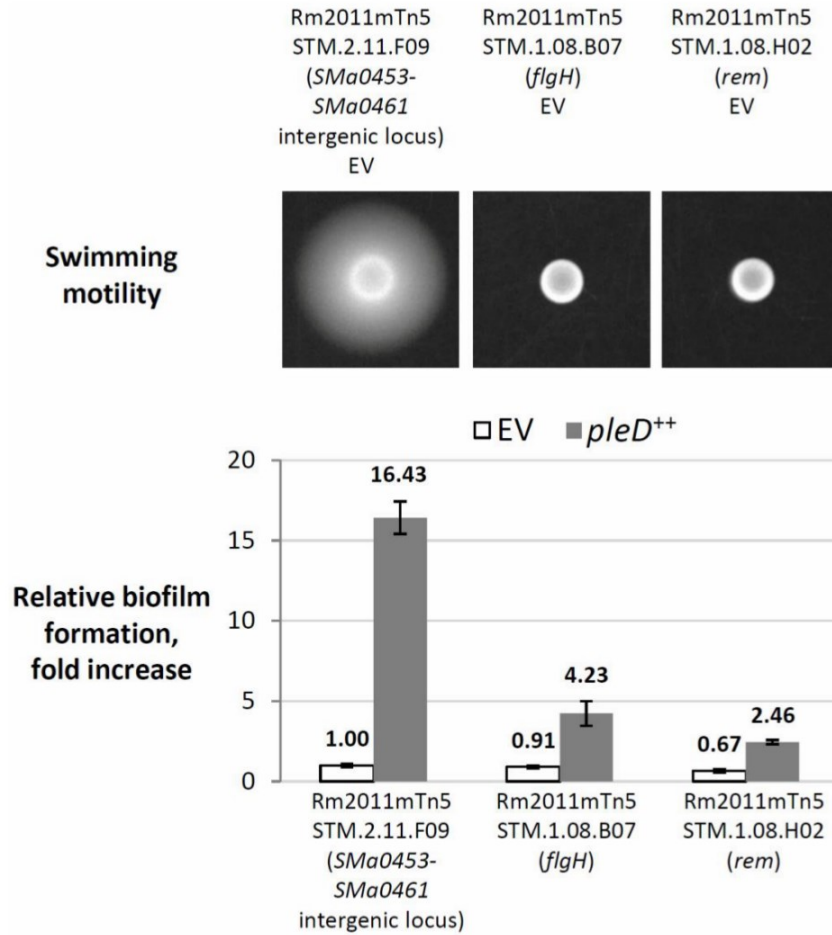 Rm2011mTn5
STM.2.11.F09
(SMa0453-
SMa0461
intergenic locus)
EV
Rm2011mTn5
STM.1.08.B07
(flgH)
EV
Rm2011mTn5
STM.1.08.H02
(rem)
EV
Swimming
motility
EV
pleD⁺⁺
Relative biofilm
formation,
fold increase
20
15
10
5
0
1.00
16.43
0.91
4.23
0.67
2.46
Rm2011mTn5
STM.2.11.F09
(SMa0453-
SMa0461
intergenic locus)
Rm2011mTn5
STM.1.08.B07
(flgH)
Rm2011mTn5
STM.1.08.H02
(rem)